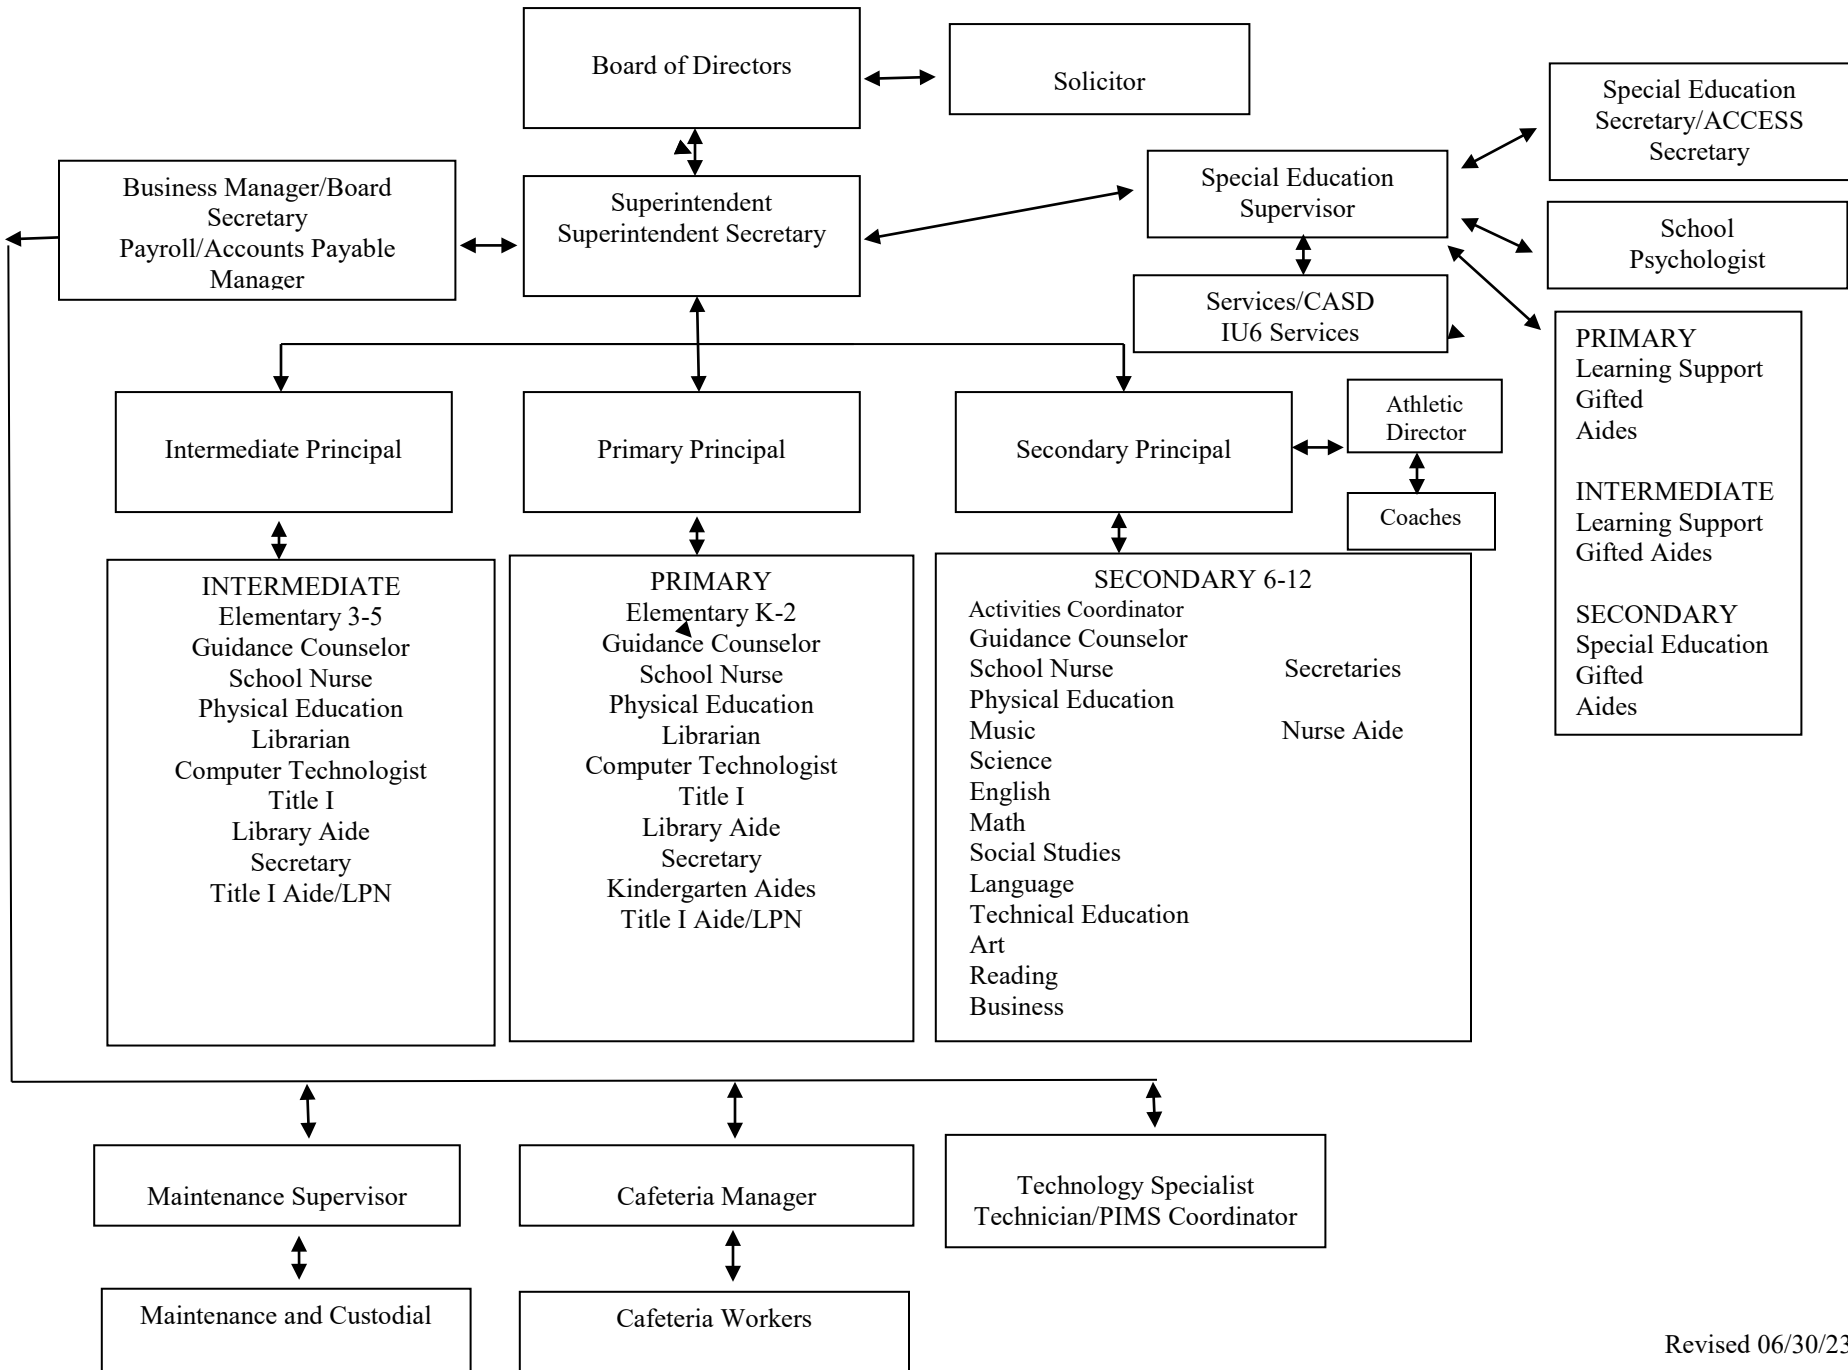 Board of Directors
Solicitor
Special Education
Secretary/ACCESS
Secretary
Business Manager/Board
Secretary
Payroll/Accounts Payable
Manager
Superintendent
Superintendent Secretary
Special Education
Supervisor
School
Psychologist
Services/CASD
IU6 Services
PRIMARY
Learning Support
Gifted
Aides
INTERMEDIATE
Learning Support
Gifted Aides
SECONDARY
Special Education
Gifted
Aides
Intermediate Principal
Primary Principal
Secondary Principal
Athletic
Director
Coaches
INTERMEDIATE
Elementary 3-5
Guidance Counselor
School Nurse
Physical Education
Librarian
Computer Technologist
Title I
Library Aide
Secretary
Title I Aide/LPN
PRIMARY
Elementary K-2
Guidance Counselor
School Nurse
Physical Education
Librarian
Computer Technologist
Title I
Library Aide
Secretary
Kindergarten Aides
Title I Aide/LPN
SECONDARY 6-12
Activities Coordinator
Guidance Counselor
School Nurse Secretaries
Physical Education
Music Nurse Aide
Science
English
Math
Social Studies
Language
Technical Education
Art
Reading
Business
Maintenance Supervisor
Cafeteria Manager
Technology Specialist
Technician/PIMS Coordinator
Maintenance and Custodial
Cafeteria Workers
Revised 06/30/23